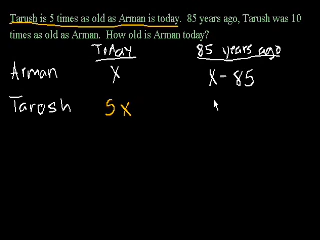 Tarush is 5 times as old as Arman is today. 85 years ago, Tarush was 10
times as old as Arman. How old is Arman today?
Today 85 years ago
Arman x x - 85
Tarush 5x